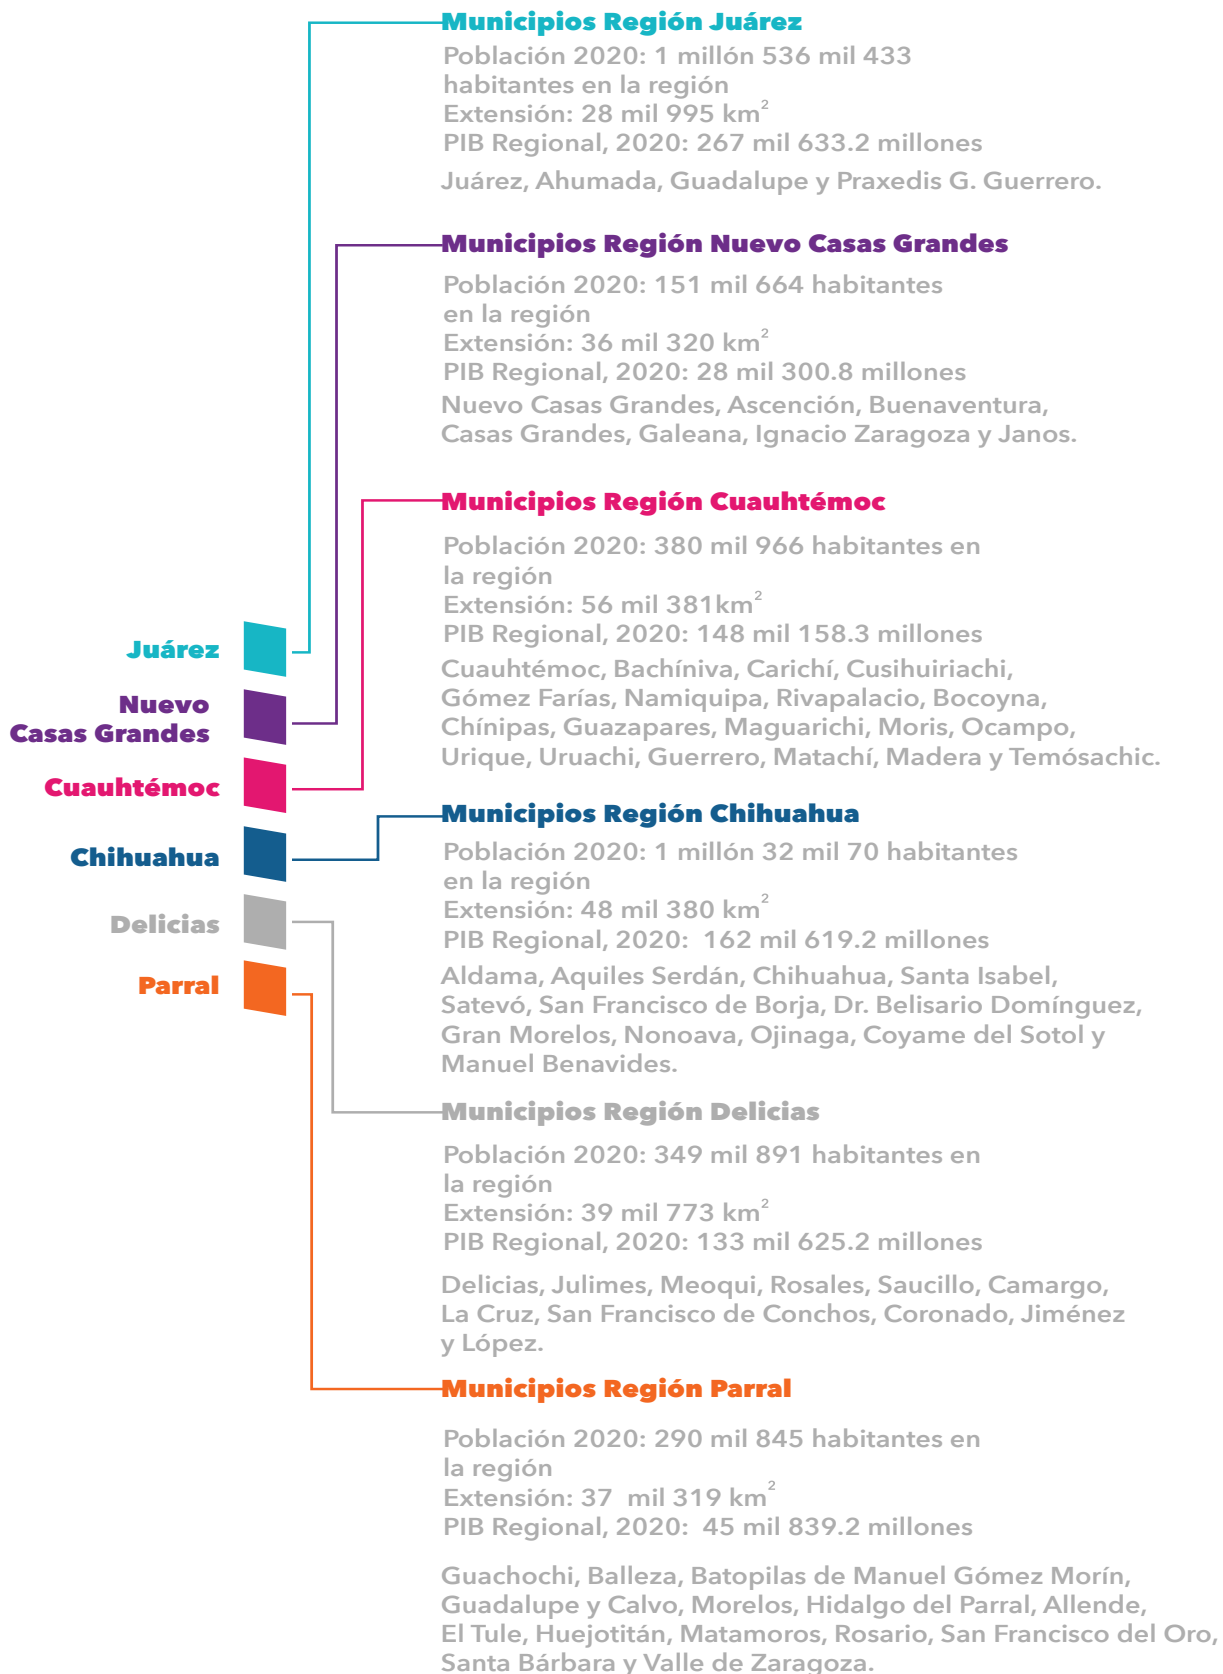 Municipios Región Juárez
Población 2020: 1 millón 536 mil 433
habitantes en la región
Extensión: 28 mil 995 km²
PIB Regional, 2020: 267 mil 633.2 millones
Juárez, Ahumada, Guadalupe y Praxedis G. Guerrero.
Municipios Región Nuevo Casas Grandes
Población 2020: 151 mil 664 habitantes
en la región
Extensión: 36 mil 320 km²
PIB Regional, 2020: 28 mil 300.8 millones
Nuevo Casas Grandes, Ascención, Buenaventura,
Casas Grandes, Galeana, Ignacio Zaragoza y Janos.
Municipios Región Cuauhtémoc
Población 2020: 380 mil 966 habitantes en
la región
Extensión: 56 mil 381km²
PIB Regional, 2020: 148 mil 158.3 millones
Cuauhtémoc, Bachíniva, Carichí, Cusihuiriachi,
Gómez Farías, Namiquipa, Rivapalacio, Bocoyna,
Chínipas, Guazapares, Maguarichi, Moris, Ocampo,
Urique, Uruachi, Guerrero, Matachí, Madera y Temósachic.
Juárez
Nuevo
Casas Grandes
Cuauhtémoc
Chihuahua
Delicias
Parral
Municipios Región Chihuahua
Población 2020: 1 millón 32 mil 70 habitantes
en la región
Extensión: 48 mil 380 km²
PIB Regional, 2020:  162 mil 619.2 millones
Aldama, Aquiles Serdán, Chihuahua, Santa Isabel,
Satevó, San Francisco de Borja, Dr. Belisario Domínguez,
Gran Morelos, Nonoava, Ojinaga, Coyame del Sotol y
Manuel Benavides.
Municipios Región Delicias
Población 2020: 349 mil 891 habitantes en
la región
Extensión: 39 mil 773 km²
PIB Regional, 2020: 133 mil 625.2 millones
Delicias, Julimes, Meoqui, Rosales, Saucillo, Camargo,
La Cruz, San Francisco de Conchos, Coronado, Jiménez
y López.
Municipios Región Parral
Población 2020: 290 mil 845 habitantes en
la región
Extensión: 37  mil 319 km²
PIB Regional, 2020:  45 mil 839.2 millones
Guachochi, Balleza, Batopilas de Manuel Gómez Morín,
Guadalupe y Calvo, Morelos, Hidalgo del Parral, Allende,
El Tule, Huejotitán, Matamoros, Rosario, San Francisco del Oro,
Santa Bárbara y Valle de Zaragoza.